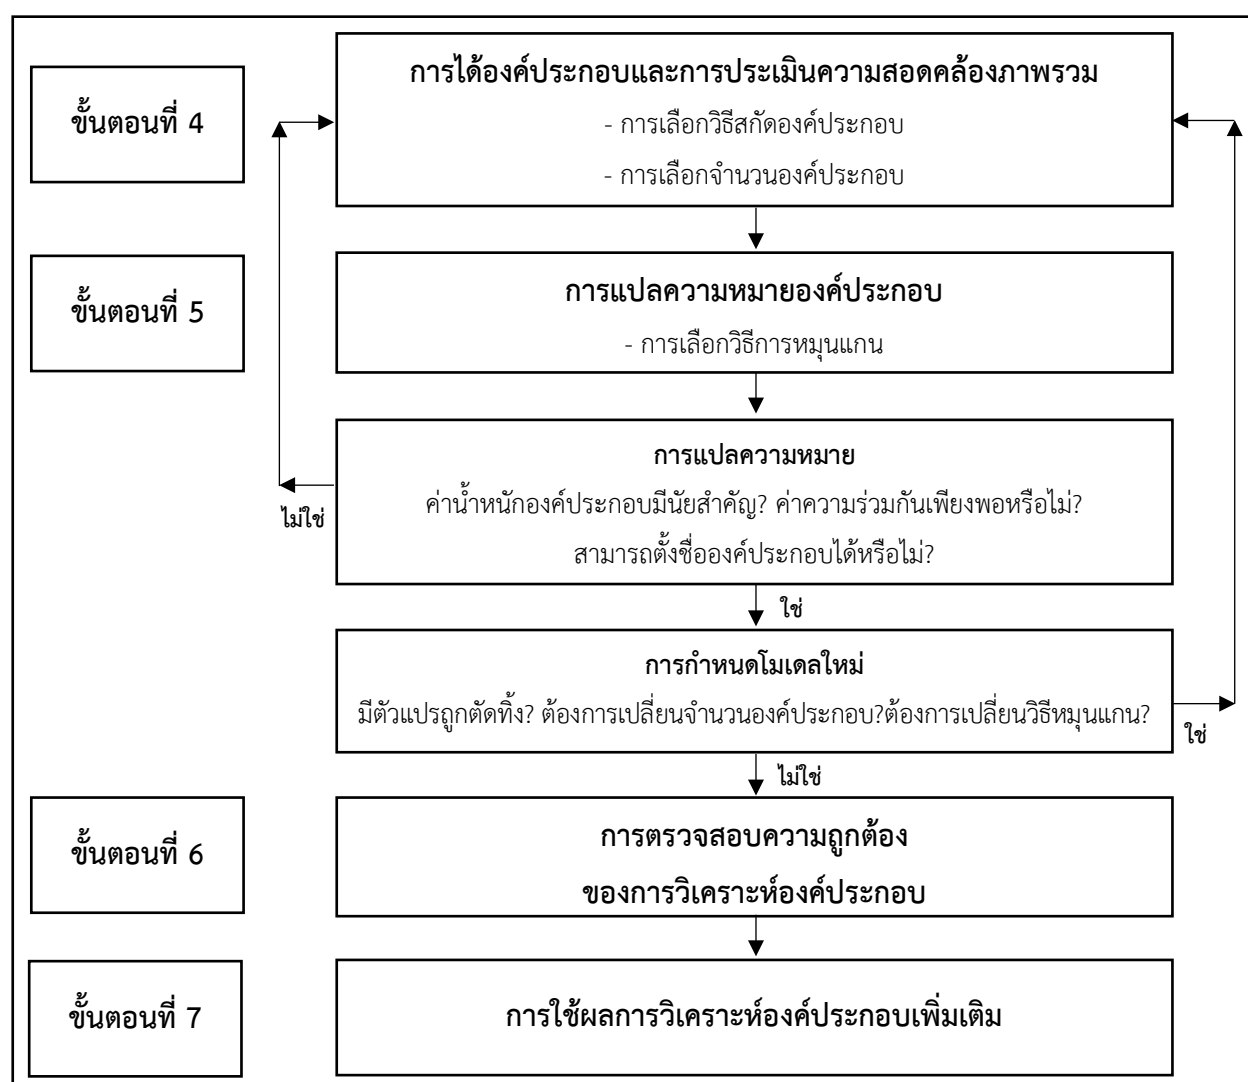 ขั้นตอนที่ 4
การได้องค์ประกอบและการประเมินความสอดคล้องภาพรวม
- การเลือกวิธีสกัดองค์ประกอบ
- การเลือกจำนวนองค์ประกอบ
ขั้นตอนที่ 5
การแปลความหมายองค์ประกอบ
- การเลือกวิธีการหมุนแกน
การแปลความหมาย
ค่าน้ำหนักองค์ประกอบมีนัยสำคัญ? ค่าความร่วมกันเพียงพอหรือไม่?
สามารถตั้งชื่อองค์ประกอบได้หรือไม่?
ไม่ใช่
ใช่
การกำหนดโมเดลใหม่
มีตัวแปรถูกตัดทิ้ง? ต้องการเปลี่ยนจำนวนองค์ประกอบ?ต้องการเปลี่ยนวิธีหมุนแกน?
ใช่
ไม่ใช่
ขั้นตอนที่ 6
การตรวจสอบความถูกต้อง
ของการวิเคราะห์องค์ประกอบ
ขั้นตอนที่ 7
การใช้ผลการวิเคราะห์องค์ประกอบเพิ่มเติม